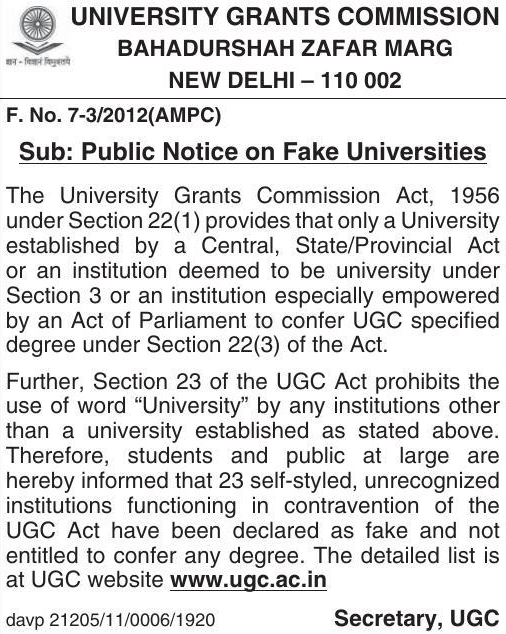 UNIVERSITY GRANTS COMMISSION
BAHADURSHAH ZAFAR MARG
NEW DELHI – 110 002
ज्ञान - विज्ञानं विमुक्तये
F. No. 7-3/2012(AMPC)
Sub: Public Notice on Fake Universities
The University Grants Commission Act, 1956
under Section 22(1) provides that only a University
established by a Central, State/Provincial Act
or an institution deemed to be university under
Section 3 or an institution especially empowered
by an Act of Parliament to confer UGC specified
degree under Section 22(3) of the Act.
Further, Section 23 of the UGC Act prohibits the
use of word “University” by any institutions other
than a university established as stated above.
Therefore, students and public at large are
hereby informed that 23 self-styled, unrecognized
institutions functioning in contravention of the
UGC Act have been declared as fake and not
entitled to confer any degree. The detailed list is
at UGC website www.ugc.ac.in
davp 21205/11/0006/1920 Secretary, UGC